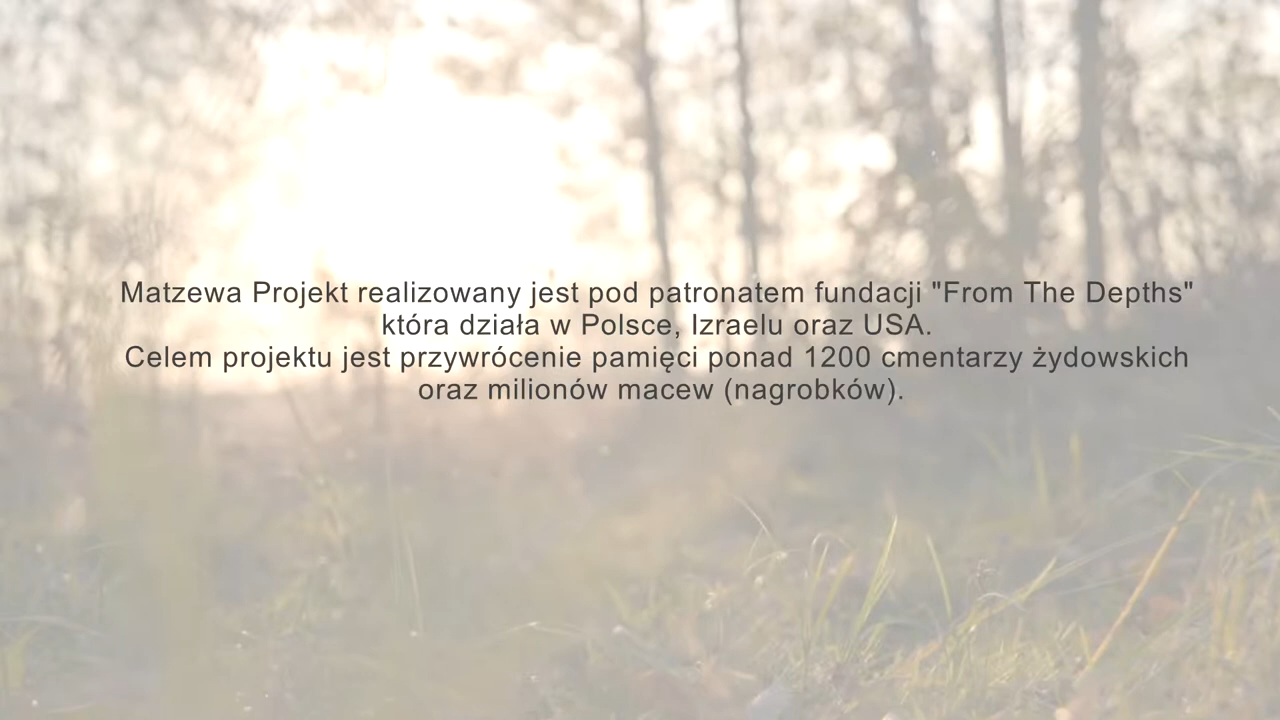 Matzewa Projekt realizowany jest pod patronatem fundacji "From The Depths"
która działa w Polsce, Izraelu oraz USA.
Celem projektu jest przywrócenie pamięci ponad 1200 cmentarzy żydowskich
oraz milionów macew (nagrobków).